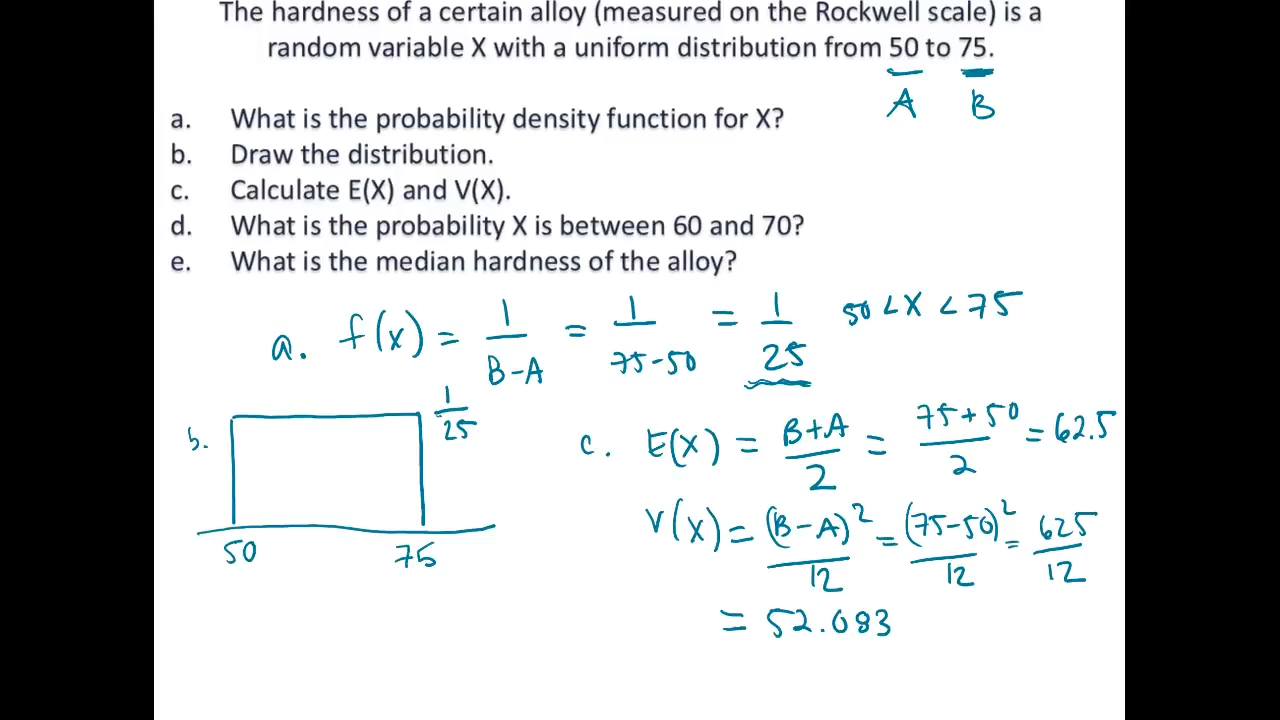 The hardness of a certain alloy (measured on the Rockwell scale) is a
random variable X with a uniform distribution from 50 to 75.
A B
a. What is the probability density function for X?
b. Draw the distribution.
c. Calculate E(X) and V(X).
d. What is the probability X is between 60 and 70?
e. What is the median hardness of the alloy?
a. f(x) = 1/(B-A) = 1/(75-50) = 1/25 50 < X < 75
b. 1/25
50 75
c. E(X) = (B+A)/2 = (75+50)/2 = 62.5
V(X) = (B-A)²/12 = (75-50)²/12 = 625/12
= 52.083